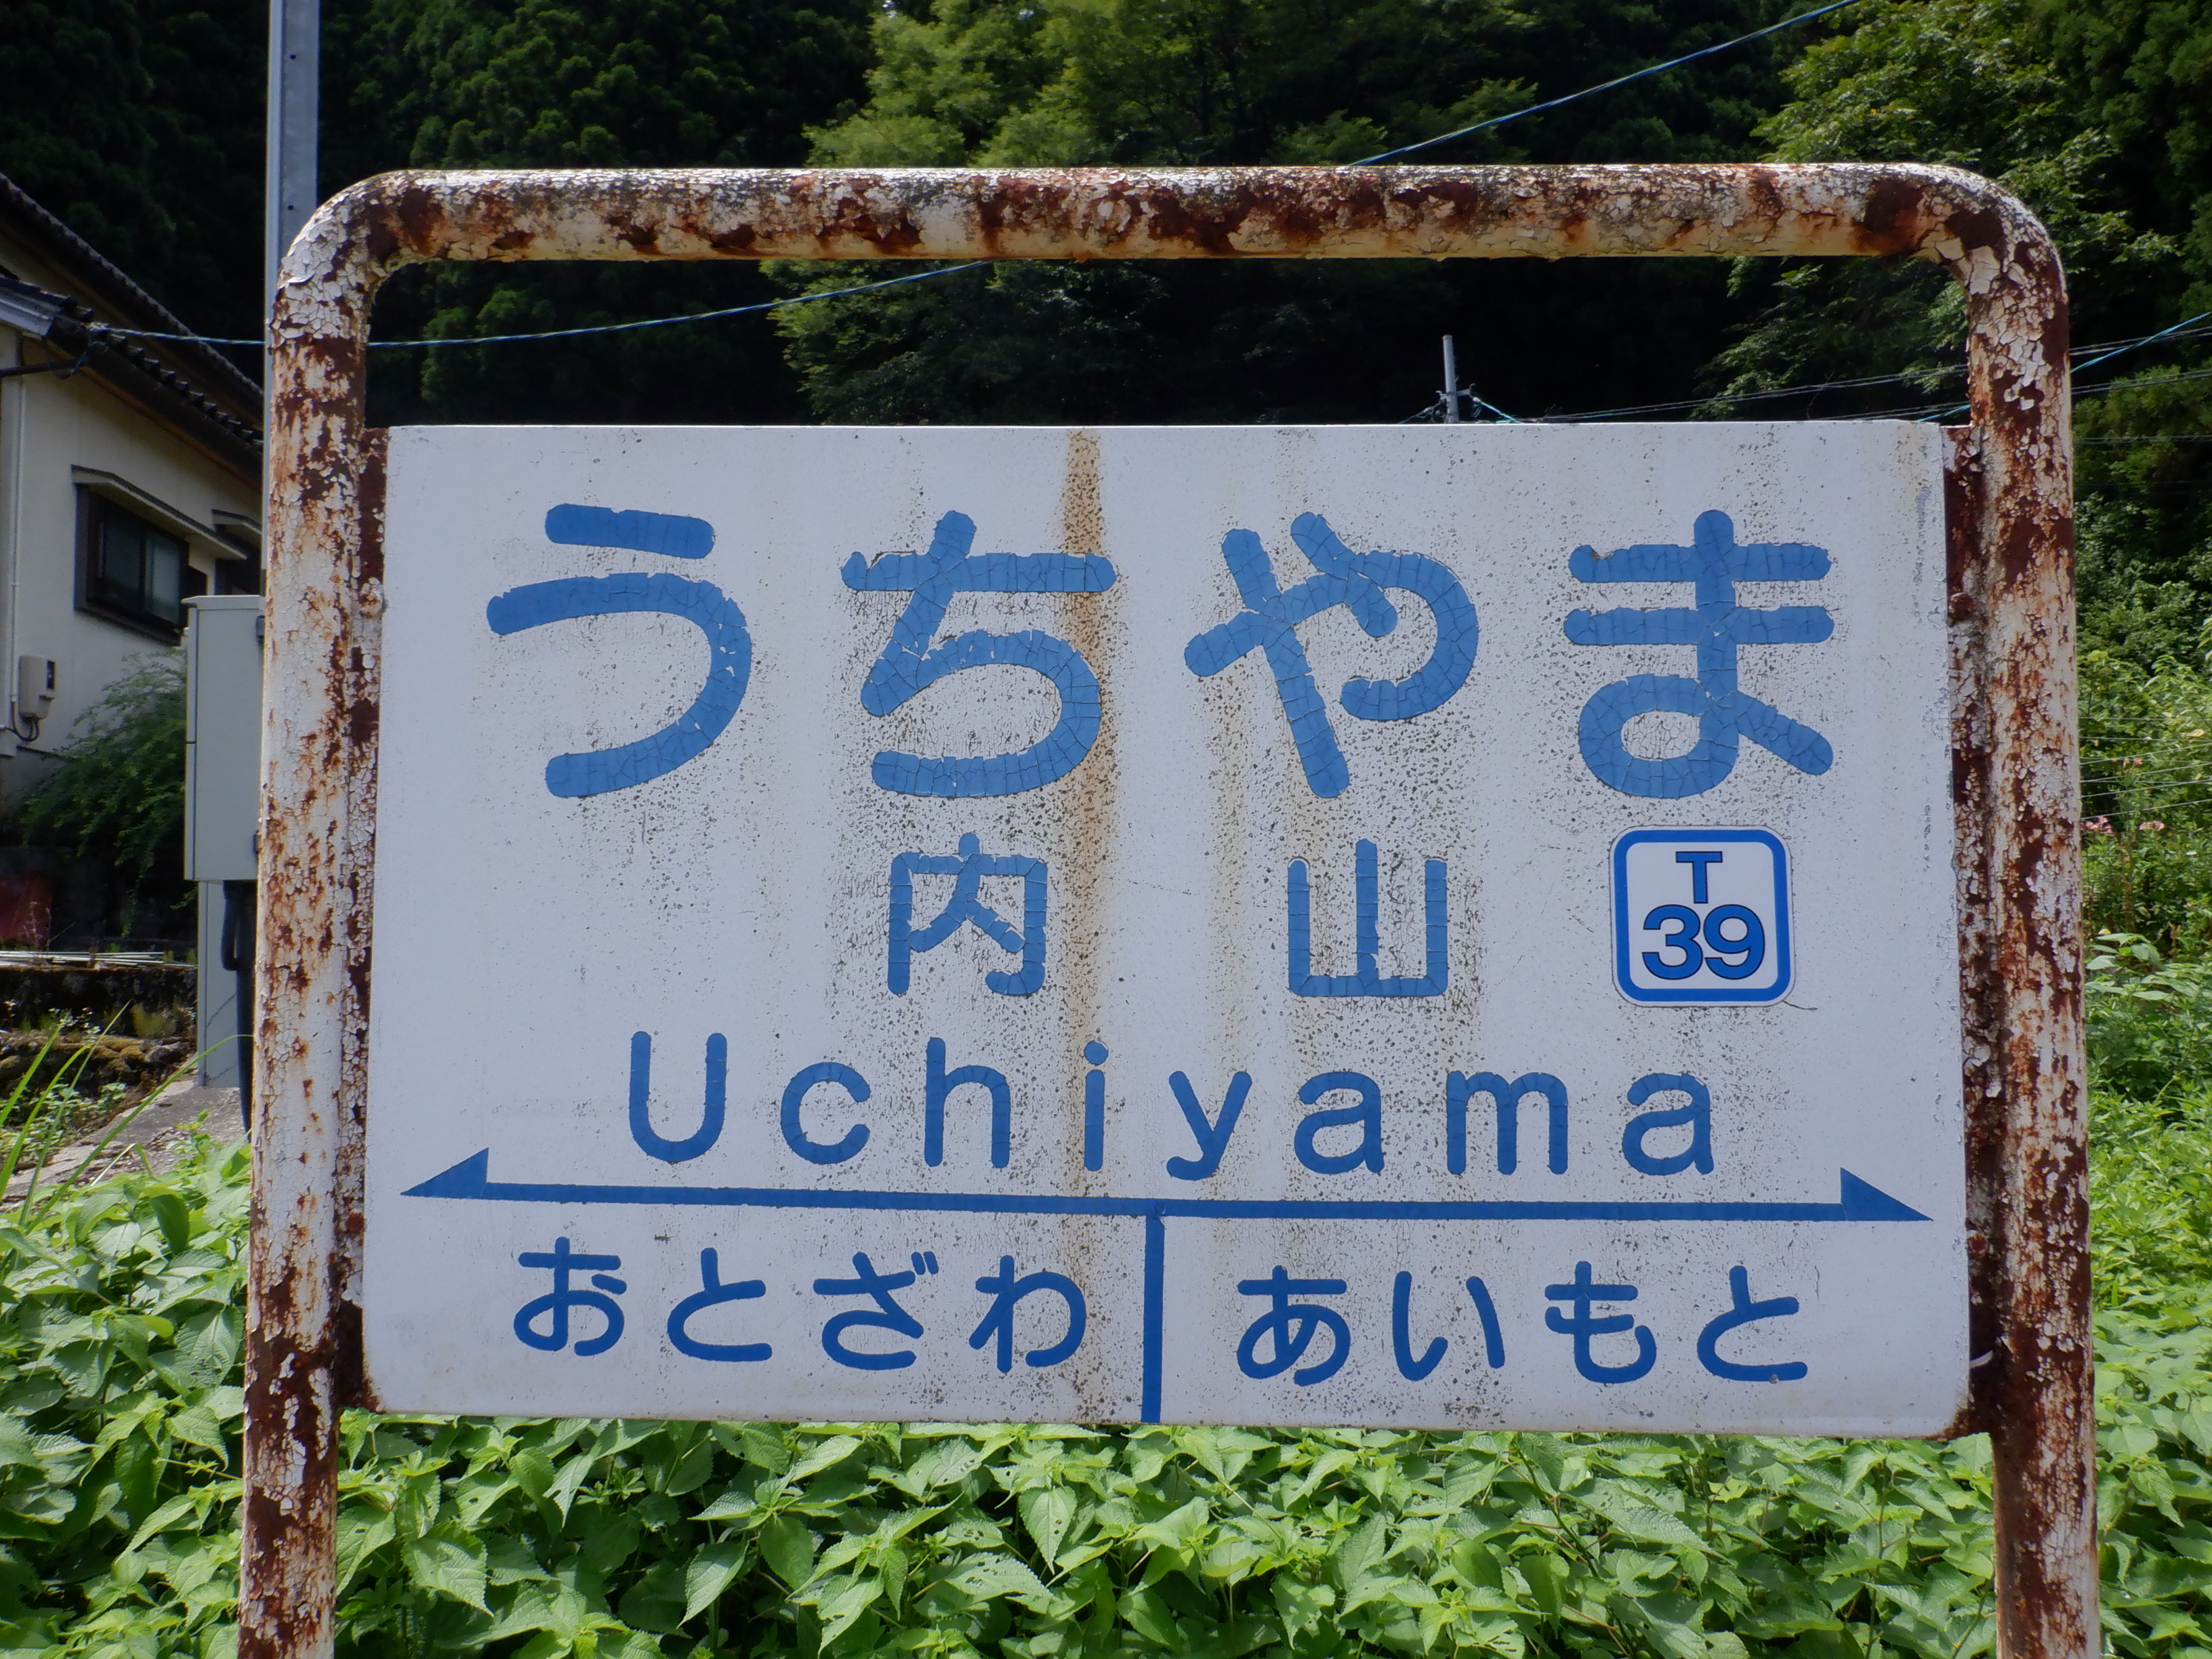 うちやま
内山
T
39
Uchiyama
おとざわ
あいもと